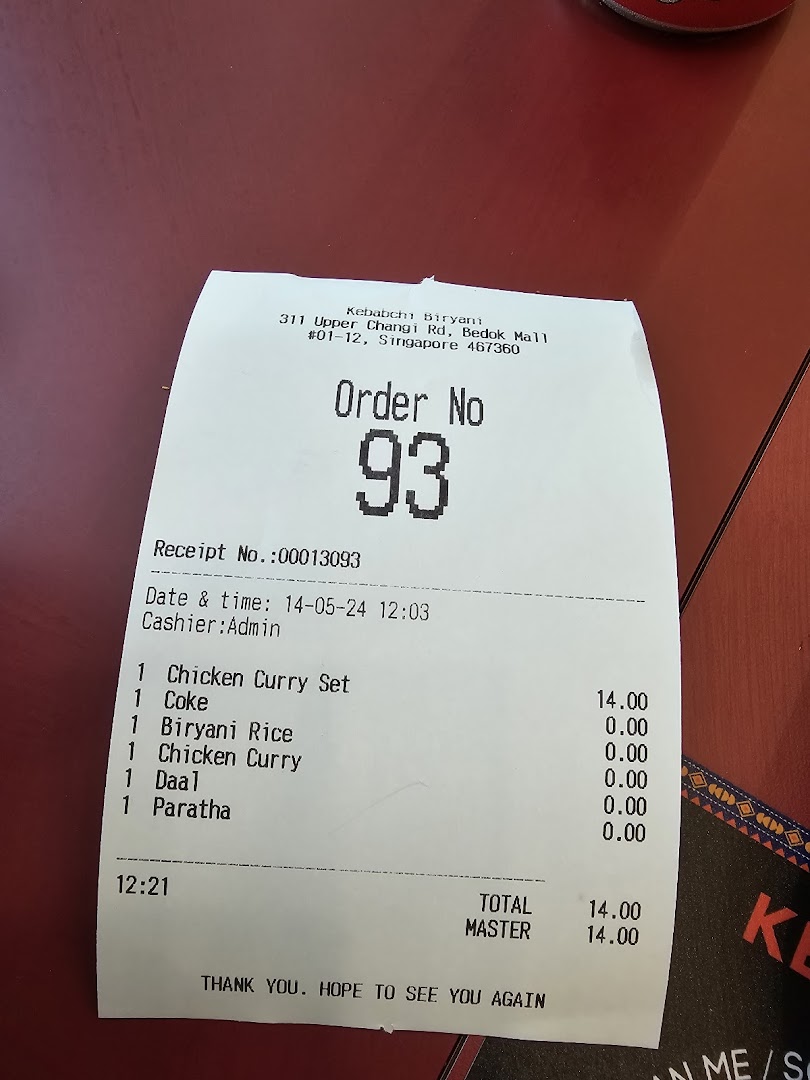 Kebabchi Biryani
311 Upper Changi Rd, Bedok Mall
#01-12, Singapore 467360
Order No
93
Receipt No.:00013093
Date & time: 14-05-24 12:03
Cashier:Admin
1 Chicken Curry Set 14.00
1 Coke 0.00
1 Biryani Rice 0.00
1 Chicken Curry 0.00
1 Daal 0.00
1 Paratha 0.00
12:21
TOTAL 14.00
MASTER 14.00
THANK YOU. HOPE TO SEE YOU AGAIN
KE
AN ME / S